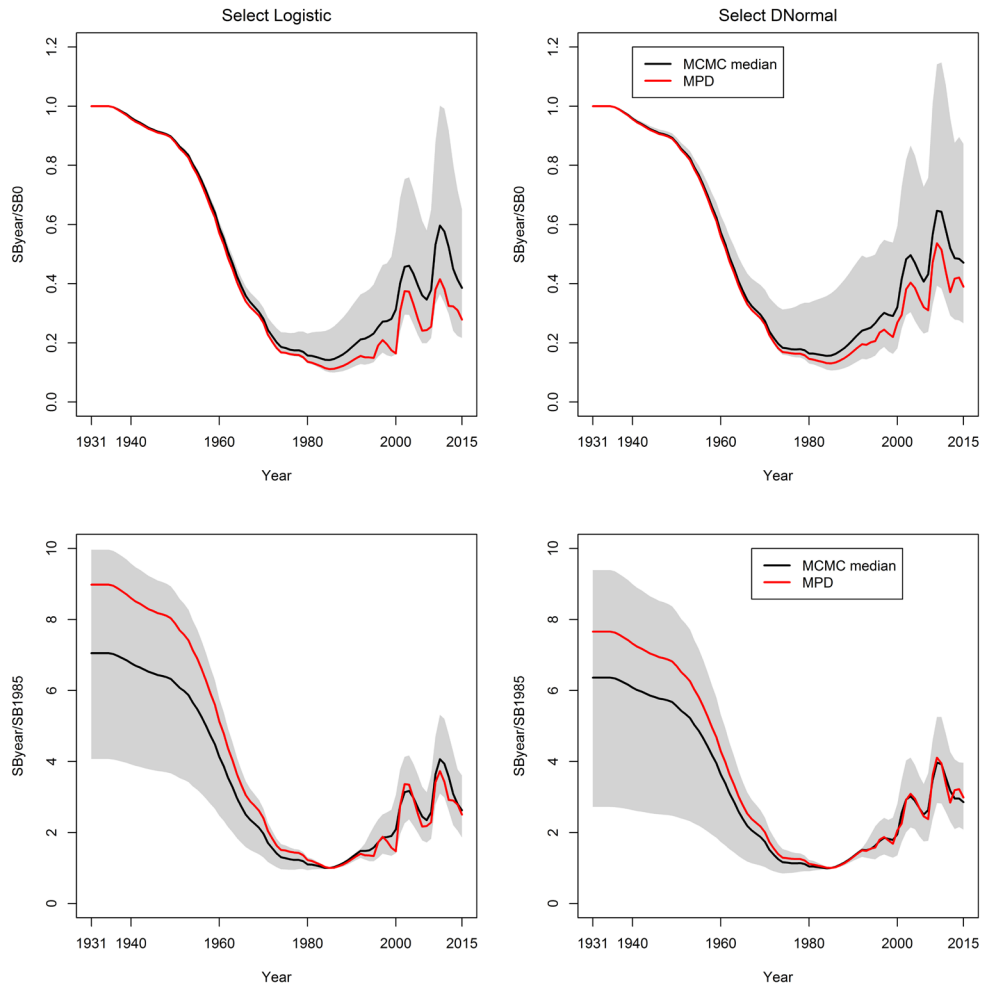 Select Logistic
SByear/SB0
1.2
1.0
0.8
0.6
0.4
0.2
0.0
1931 1940 1960 1980 2000 2015
Year
Select DNormal
MCMC median
MPD
SByear/SB0
1.2
1.0
0.8
0.6
0.4
0.2
0.0
1931 1940 1960 1980 2000 2015
Year
SByear/SB1985
10
8
6
4
2
0
1931 1940 1960 1980 2000 2015
Year
MCMC median
MPD
SByear/SB1985
10
8
6
4
2
0
1931 1940 1960 1980 2000 2015
Year